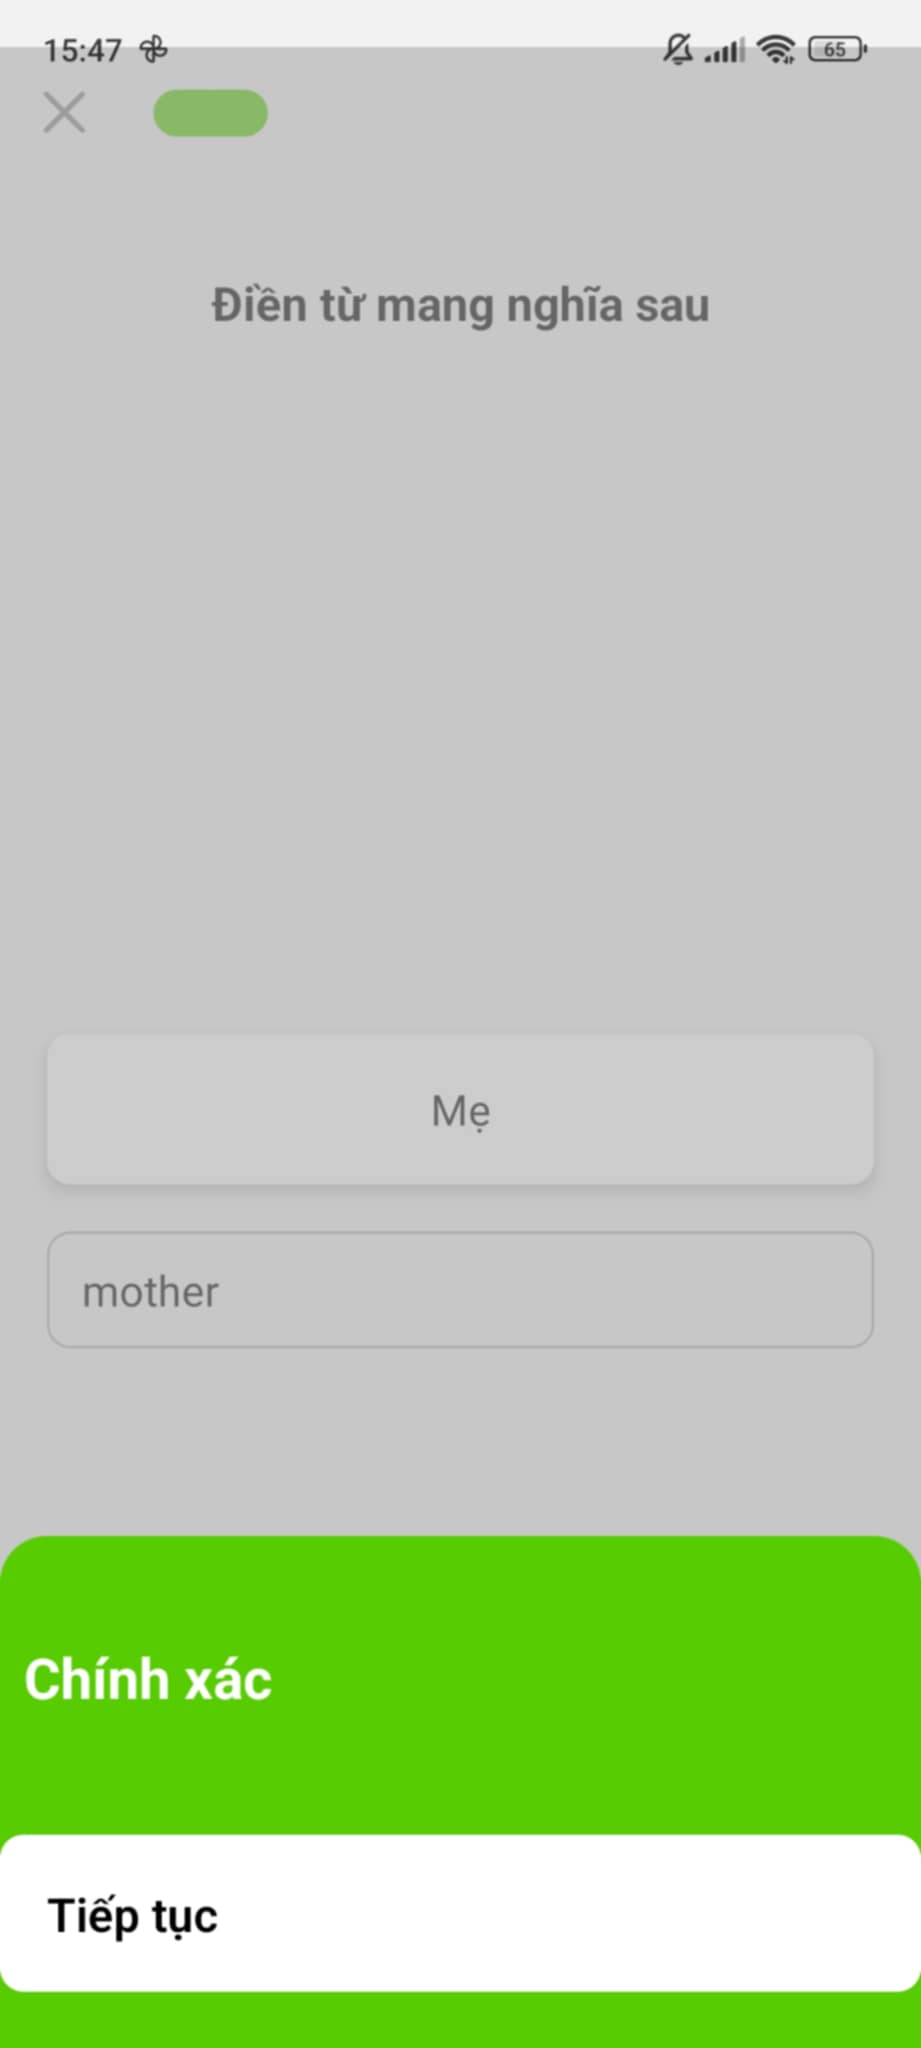 15:47
65
Điền từ mang nghĩa sau
Mẹ
mother
Chính xác
Tiếp tục